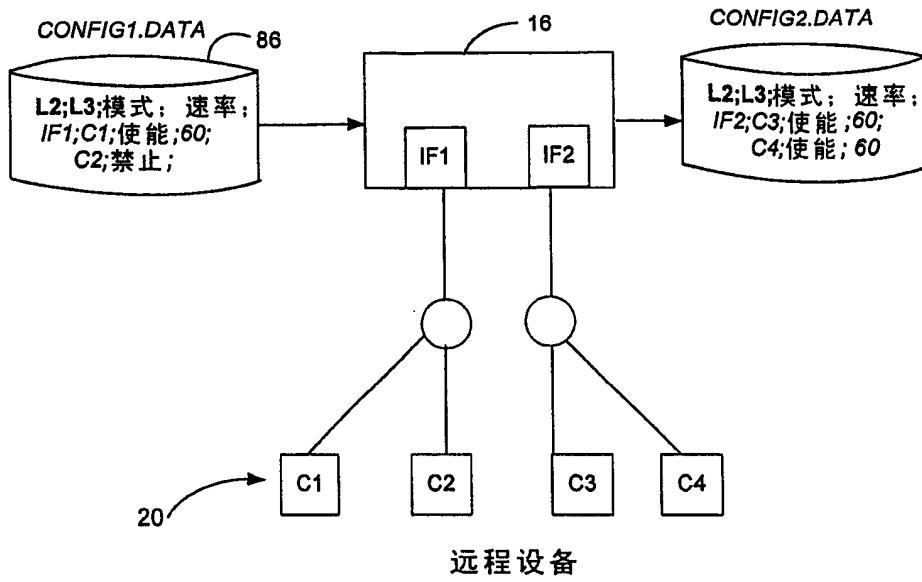 CONFIG1.DATA
86
L2;L3;模式； 速率；
IF1;C1;使能;60;
C2;禁止;
16
IF1
IF2
CONFIG2.DATA
L2;L3;模式； 速率；
IF2;C3;使能;60;
C4;使能; 60
C1
C2
C3
C4
20
远程设备